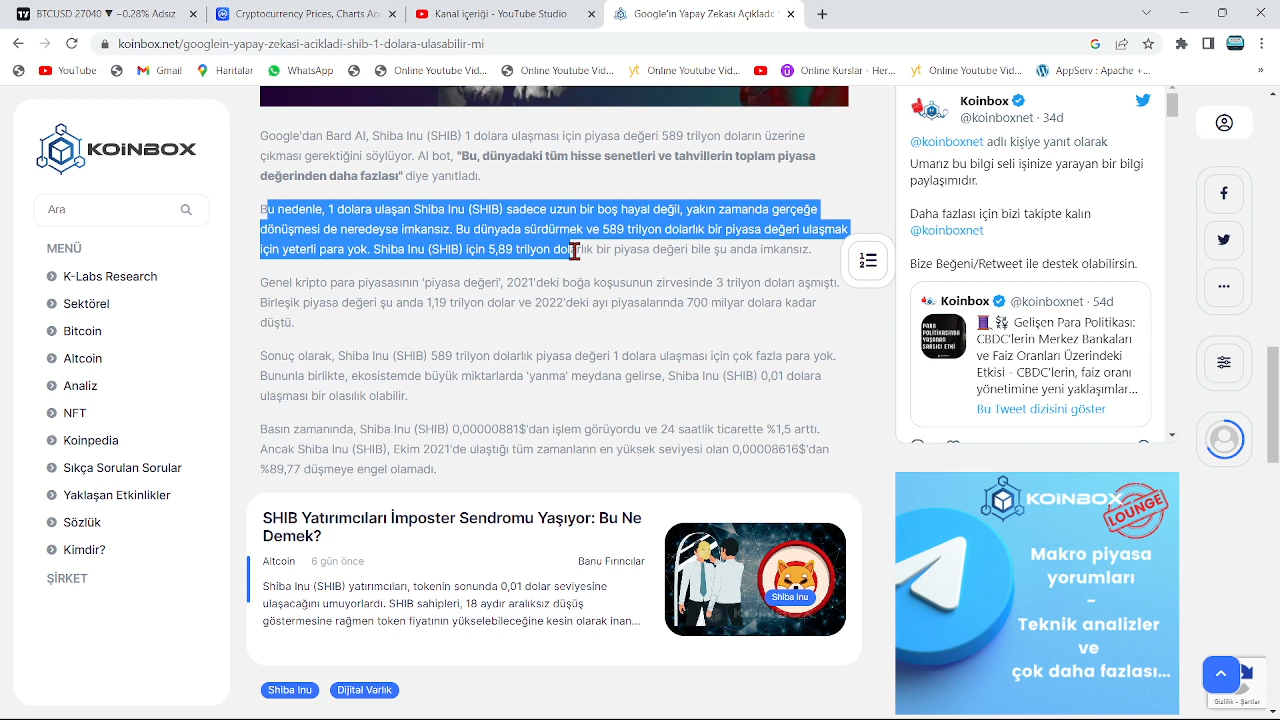 BTCUSD 27040 ▼ −0.28% Adsız
Cryptopotato - 304 zamanı v
Kanal içeriği - YouTube Studio
Google'ın Yapay Zekası Açıkladı: S
koinbox.net/googlein-yapay-zekasi-acikladi-shib-1-dolara-ulasabilir-mi
YouTube
Gmail
Haritalar
WhatsApp
Online Youtube Vid...
Online Youtube Vid...
Online Youtube Vid...
Online Kurslar - Her...
Online Youtube Vid...
AppServ : Apache +...
KOINBOX
Ara
MENÜ
K-Labs Research
Sektörel
Bitcoin
Altcoin
Analiz
NFT
Koinpedia
Sıkça Sorulan Sorular
Yaklaşan Etkinlikler
Sözlük
Kimdir?
ŞİRKET
Google'dan Bard AI, Shiba Inu (SHIB) 1 dolara ulaşması için piyasa değeri 589 trilyon doların üzerine
çıkması gerektiğini söylüyor. AI bot, "Bu, dünyadaki tüm hisse senetleri ve tahvillerin toplam piyasa
değerinden daha fazlası" diye yanıtladı.
Bu nedenle, 1 dolara ulaşan Shiba Inu (SHIB) sadece uzun bir boş hayal değil, yakın zamanda gerçeğe
dönüşmesi de neredeyse imkansız. Bu dünyada sürdürmek ve 589 trilyon dolarlık bir piyasa değeri ulaşmak
için yeterli para yok. Shiba Inu (SHIB) için 5,89 trilyon dolarlık bir piyasa değeri bile şu anda imkansız.
Genel kripto para piyasasının 'piyasa değeri', 2021'deki boğa koşusunun zirvesinde 3 trilyon doları aşmıştı.
Birleşik piyasa değeri şu anda 1,19 trilyon dolar ve 2022'deki ayı piyasalarında 700 milyar dolara kadar
düştü.
Sonuç olarak, Shiba Inu (SHIB) 589 trilyon dolarlık piyasa değeri 1 dolara ulaşması için çok fazla para yok.
Bununla birlikte, ekosistemde büyük miktarlarda 'yanma' meydana gelirse, Shiba Inu (SHIB) 0,01 dolara
ulaşması bir olasılık olabilir.
Basın zamanında, Shiba Inu (SHIB) 0,00000881$'dan işlem görüyordu ve 24 saatlik ticarette %1,5 arttı.
Ancak Shiba Inu (SHIB), Ekim 2021'de ulaştığı tüm zamanların en yüksek seviyesi olan 0,00008616$'dan
%89,77 düşmeye engel olamadı.
SHIB Yatırımcıları İmposter Sendromu Yaşıyor: Bu Ne
Demek?
Altcoin 6 gün önce Banu Fırıncılar
Shiba Inu (SHIB) yatırımcıları, tokenin sonunda 0,01 dolar seviyesine
ulaşacağını umuyorlardı. SHIB sahipleri, 18 aydır aralıksız düşüş
göstermesine rağmen token fiyatının yükselebileceğine kesin olarak inan...
Shiba Inu
Shiba Inu
Dijital Varlık
Koinbox
@koinboxnet · 34d
@koinboxnet adlı kişiye yanıt olarak
Umarız bu bilgi seli işinize yarayan bir bilgi
paylaşımıdır.
Daha fazlası için bizi takipte kalın
@koinboxnet
Bize Beğeni/Retweet ile destek olabilirsin.
Koinbox @koinboxnet · 54d
Gelişen Para Politikası:
CBDC'lerin Merkez Bankaları
ve Faiz Oranları Üzerindeki
Etkisi - CBDC'lerin, faiz oranı
yönetimine yeni yaklaşımlar...
Bu Tweet dizisini göster
PARA
POLİTİKASINDA
YAŞANAN
SARSICI ETKİ
KOINBOX
LOUNGE
Makro piyasa
yorumları
-
Teknik analizler
ve
çok daha fazlası...
Gizlilik - Şartlar